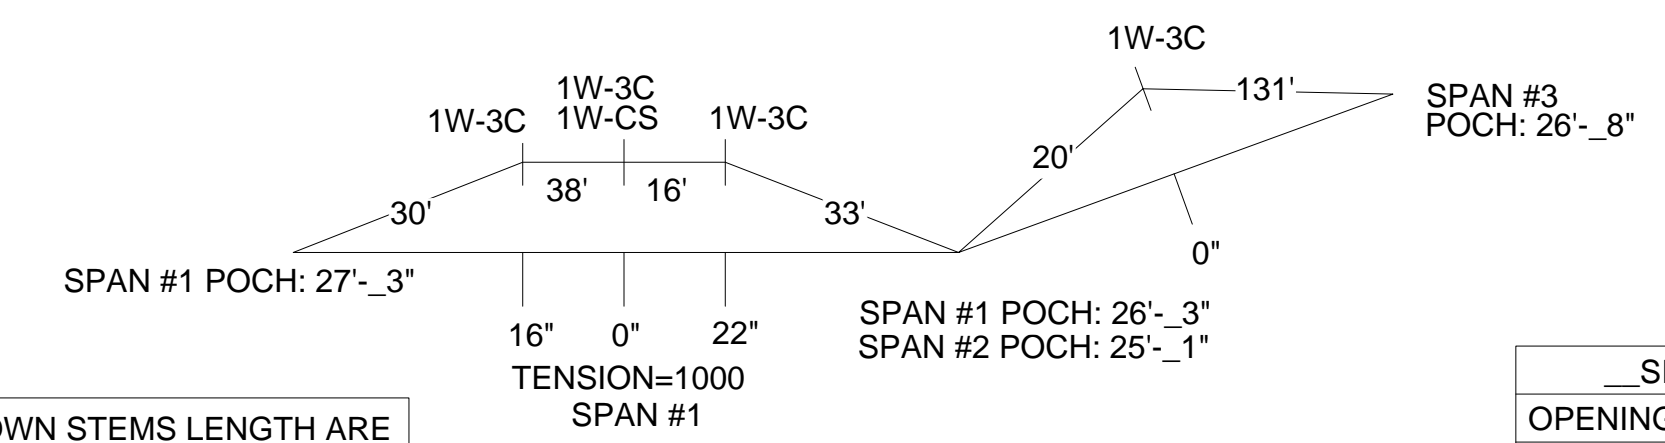 1W-3C
1W-3C
1W-CS
1W-3C
38'
16'
30'
33'
SPAN #1 POCH: 27'-_3"
16"
0"
22"
TENSION=1000
SPAN #1
1W-3C
131'
20'
0"
SPAN #3
POCH: 26'-_8"
SPAN #1 POCH: 26'-_3"
SPAN #2 POCH: 25'-_1"
OWN STEMS LENGTH ARE
OPENING